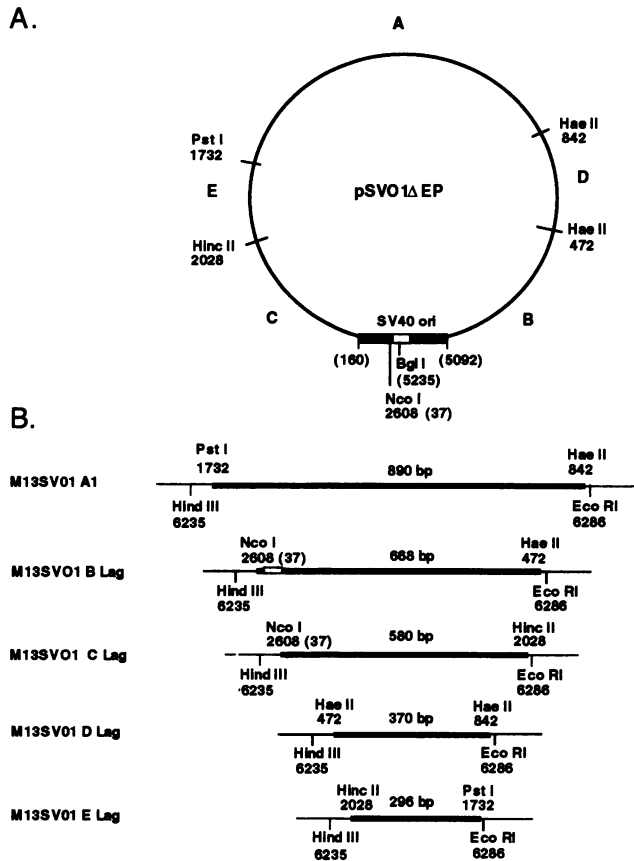 A.
A
Hae II
842
Pst I
1732
E
pSVO1Δ EP
D
Hinc II
2028
Hae II
472
C
SV40 ori
B
(160)
Bgl I
(5092)
(5235)
Nco I
2608 (37)
B.
Pst I
1732
890 bp
Hae II
842
M13SV01 A1
Hind III
6235
Eco RI
6286
Nco I
2608 (37)
668 bp
Hae II
472
M13SVO1 B Lag
Hind III
6235
Eco RI
6286
Nco I
2608 (37)
580 bp
Hinc II
2028
M13SVO1 C Lag
Hind III
6235
Eco RI
6286
Hae II
472
370 bp
Hae II
842
M13SV01 D Lag
Hind III
6235
Eco RI
6286
Hinc II
2028
296 bp
Pst I
1732
M13SV01 E Lag
Hind III
6235
Eco RI
6286